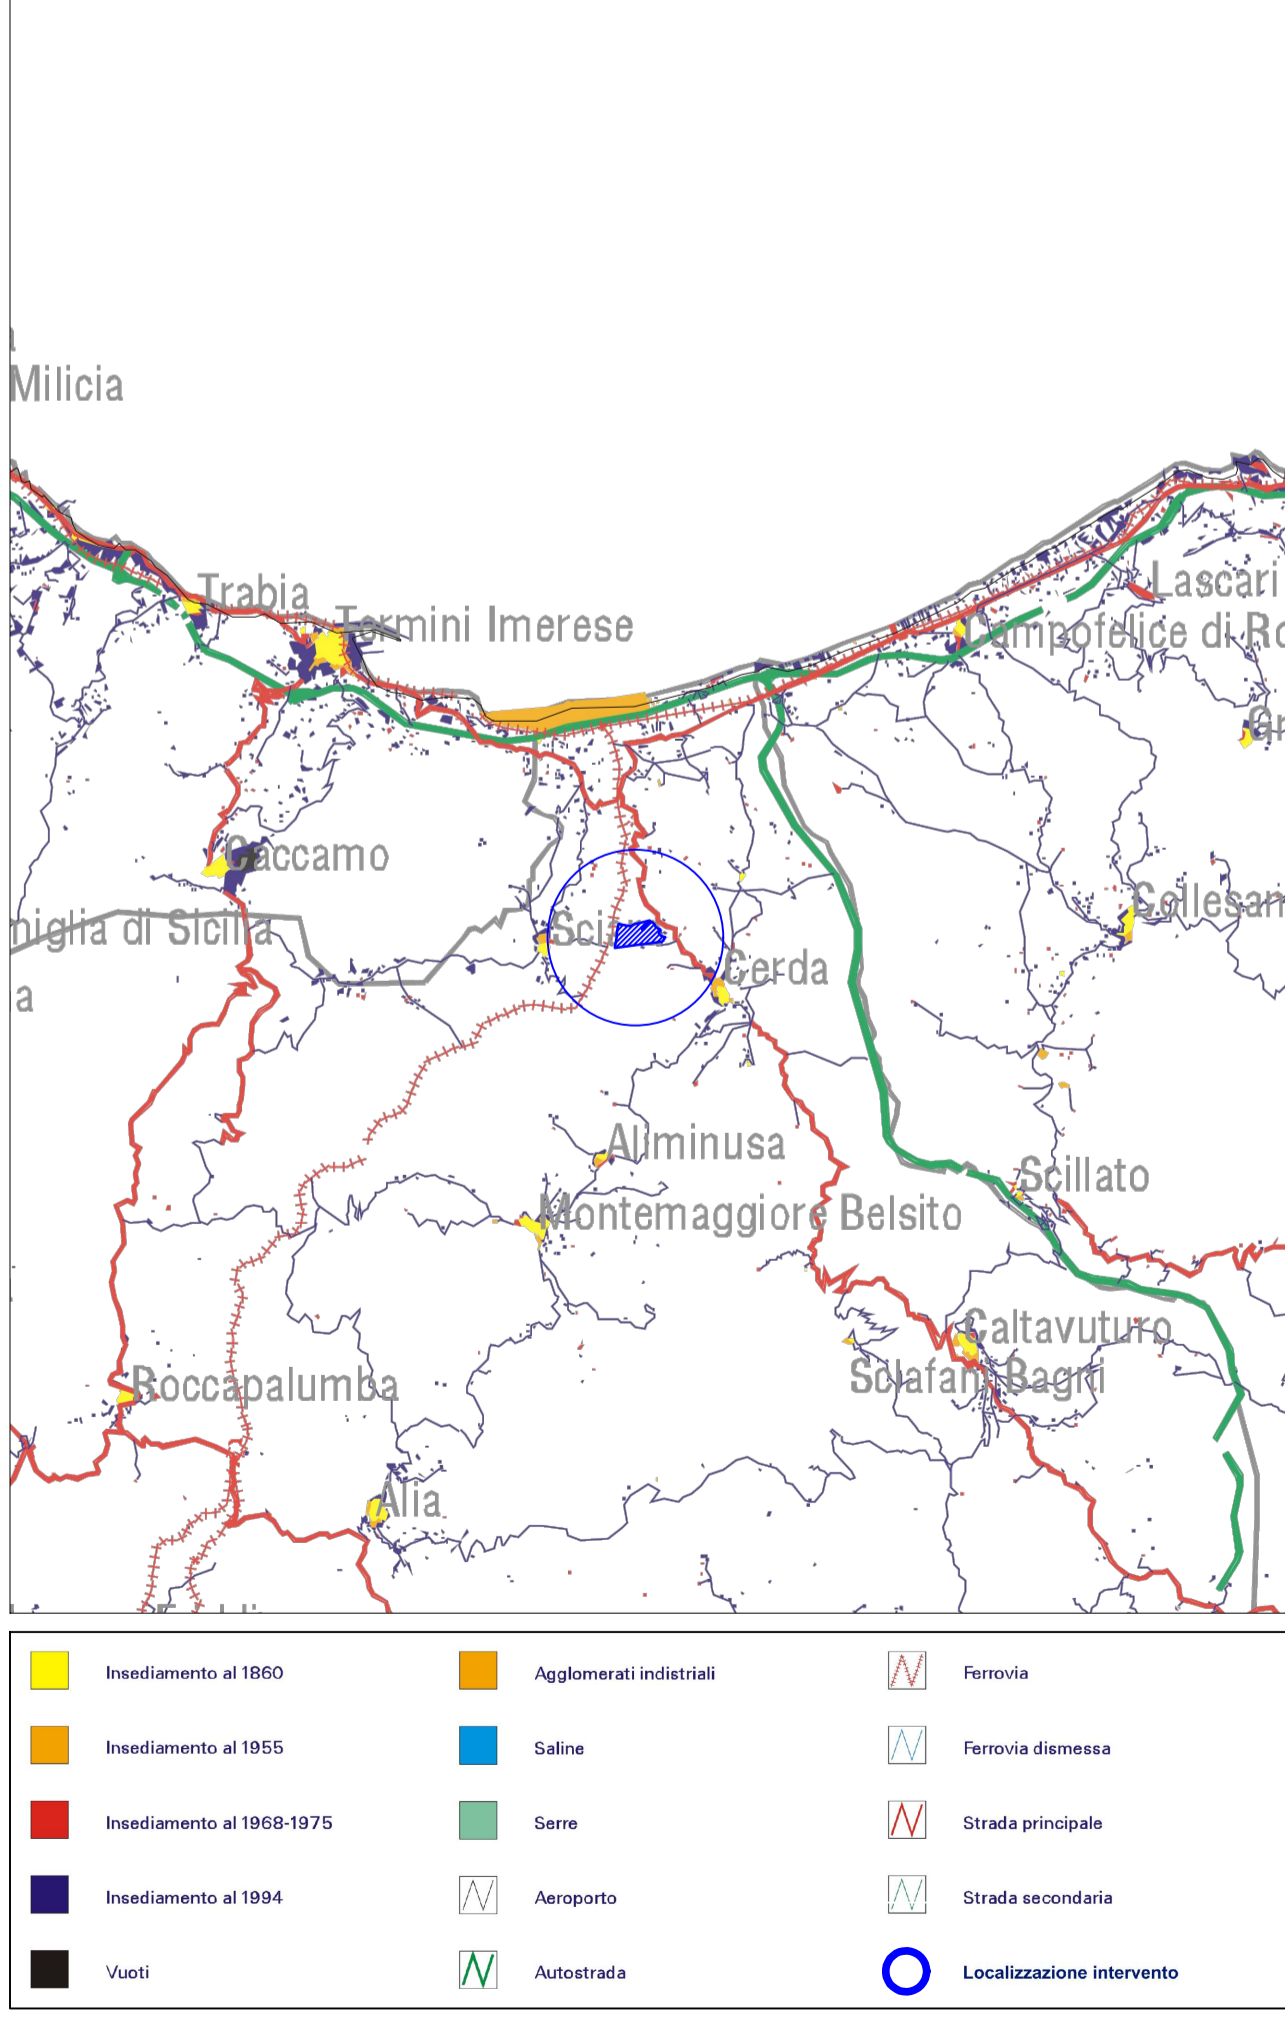 Milicia
Trabia
Termini Imerese
Lascari
Campofelice di Ro
Gr
Caccamo
Collesan
miglia di Sicilia
Cerda
a
Aliminusa
Scillato
Montemaggiore Belsito
Caltavuturo
Sclafani Bagni
Roccapalumba
Alia
Insediamento al 1860
Agglomerati indistriali
Ferrovia
Insediamento al 1955
Saline
Ferrovia dismessa
Insediamento al 1968-1975
Serre
Strada principale
Insediamento al 1994
Aeroporto
Strada secondaria
Vuoti
Autostrada
Localizzazione intervento